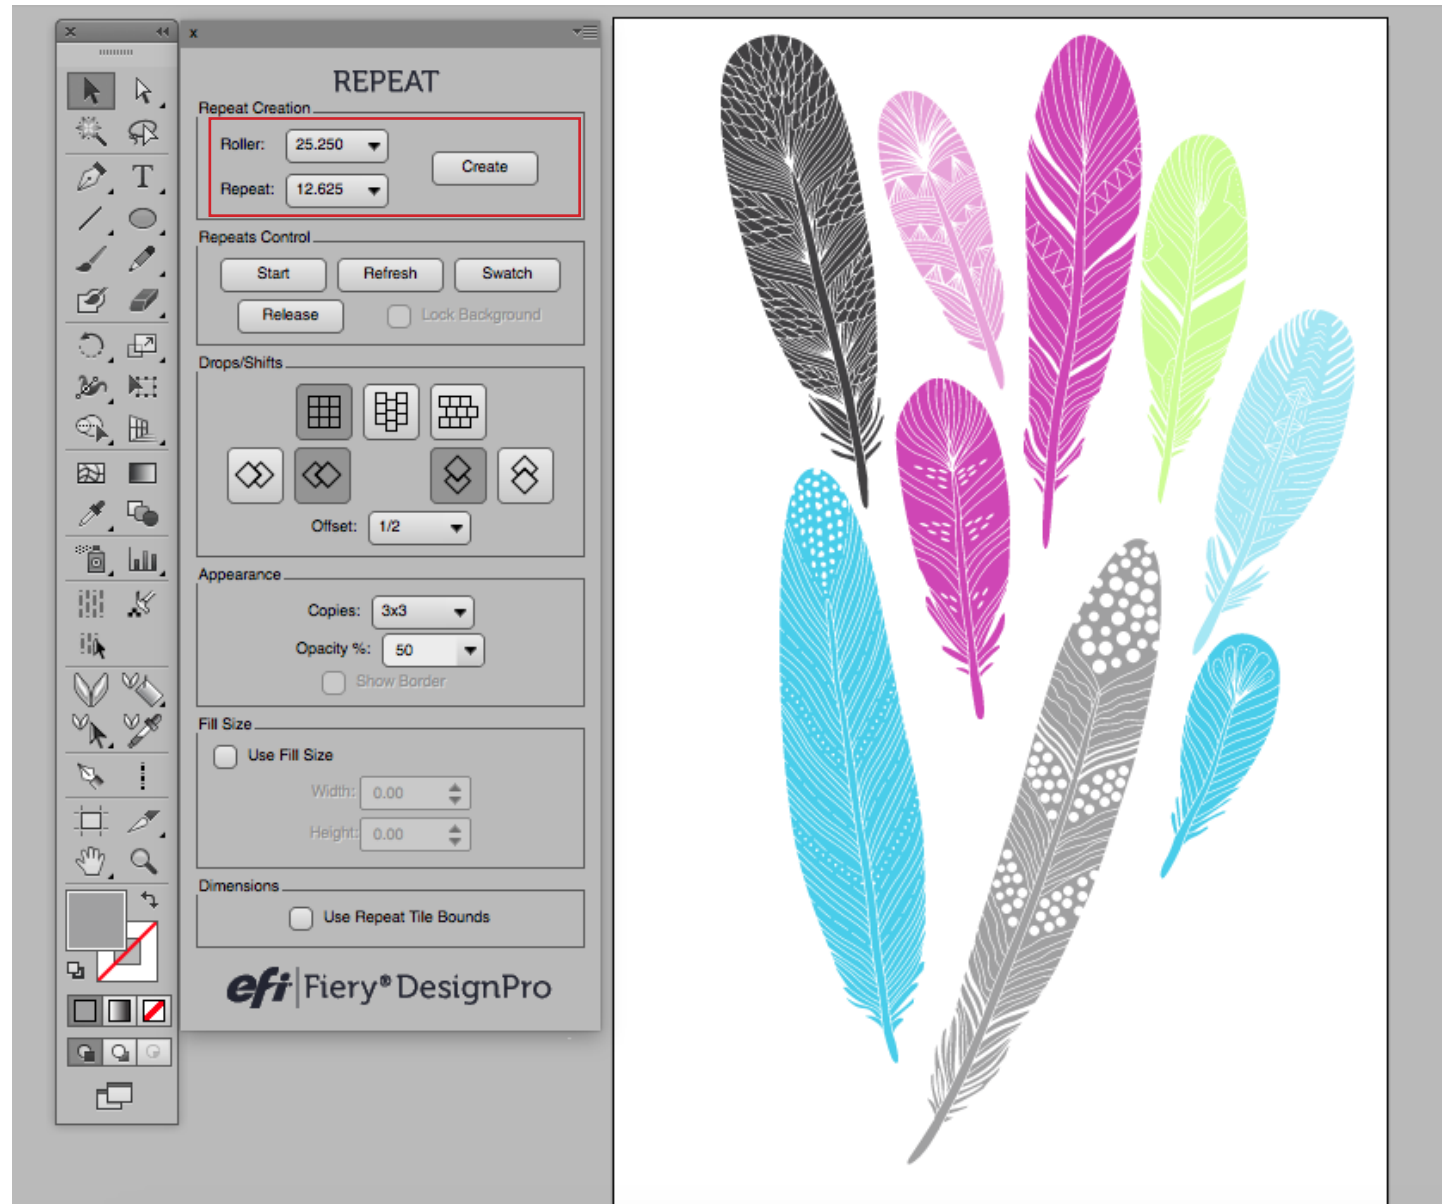 x
REPEAT
Repeat Creation
Roller: 25.250
Create
Repeat: 12.625
Repeats Control
Start Refresh Swatch
Release Lock Background
Drops/Shifts
Offset: 1/2
Appearance
Copies: 3x3
Opacity %: 50
Show Border
Fill Size
Use Fill Size
Width: 0.00
Height: 0.00
Dimensions
Use Repeat Tile Bounds
efi Fiery® DesignPro